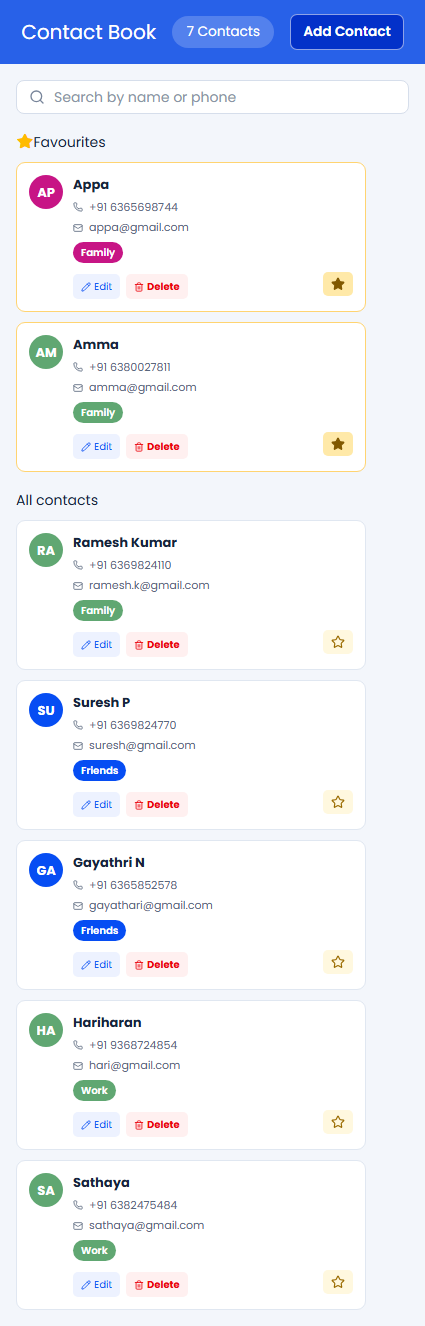 Contact Book 7 Contacts Add Contact
Search by name or phone
Favourites
AP Appa
+91 6365698744
appa@gmail.com
Family
Edit Delete
AM Amma
+91 6380027811
amma@gmail.com
Family
Edit Delete
All contacts
RA Ramesh Kumar
+91 6369824110
ramesh.k@gmail.com
Family
Edit Delete
SU Suresh P
+91 6369824770
suresh@gmail.com
Friends
Edit Delete
GA Gayathri N
+91 6365852578
gayathari@gmail.com
Friends
Edit Delete
HA Hariharan
+91 9368724854
hari@gmail.com
Work
Edit Delete
SA Sathaya
+91 6382475484
sathaya@gmail.com
Work
Edit Delete